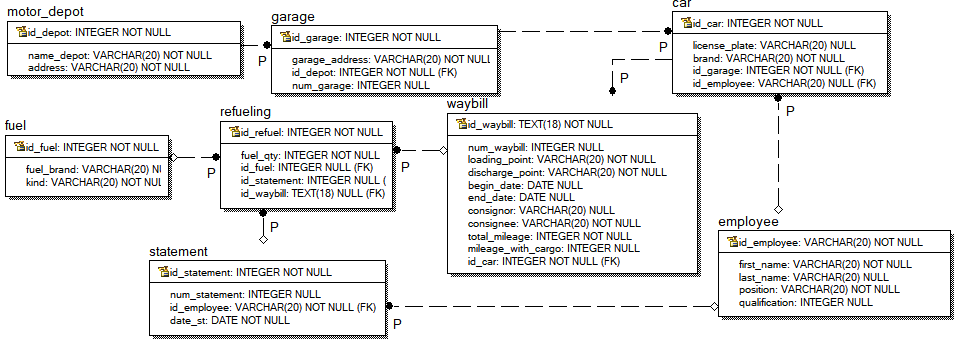 motor_depot
id_depot: INTEGER NOT NULL
name_depot: VARCHAR(20) NOT NULL
address: VARCHAR(20) NOT NULL
garage
id_garage: INTEGER NOT NULL
garage_address: VARCHAR(20) NOT NULL
id_depot: INTEGER NOT NULL (FK)
num_garage: INTEGER NULL
car
id_car: INTEGER NOT NULL
license_plate: VARCHAR(20) NULL
brand: VARCHAR(20) NOT NULL
id_garage: INTEGER NOT NULL (FK)
id_employee: VARCHAR(20) NULL (FK)
P
P
P
P
fuel
id_fuel: INTEGER NOT NULL
fuel_brand: VARCHAR(20) N
kind: VARCHAR(20) NOT NUL
P
refueling
id_refuel: INTEGER NOT NULL
fuel_qty: INTEGER NOT NULL
id_fuel: INTEGER NULL (FK)
id_statement: INTEGER NULL (
id_waybill: TEXT(18) NULL (FK)
P
P
waybill
id_waybill: TEXT(18) NOT NULL
num_waybill: INTEGER NULL
loading_point: VARCHAR(20) NULL
discharge_point: VARCHAR(20) NOT NULL
begin_date: DATE NULL
end_date: DATE NULL
consignor: VARCHAR(20) NULL
consignee: VARCHAR(20) NULL
total_mileage: INTEGER NOT NULL
mileage_with_cargo: INTEGER NULL
id_car: INTEGER NOT NULL (FK)
employee
id_employee: VARCHAR(20) NOT NULL
first_name: VARCHAR(20) NOT NULL
last_name: VARCHAR(20) NOT NULL
position: VARCHAR(20) NOT NULL
qualification: INTEGER NULL
statement
id_statement: INTEGER NOT NULL
num_statement: INTEGER NULL
id_employee: VARCHAR(20) NOT NULL (FK)
date_st: DATE NOT NULL
P